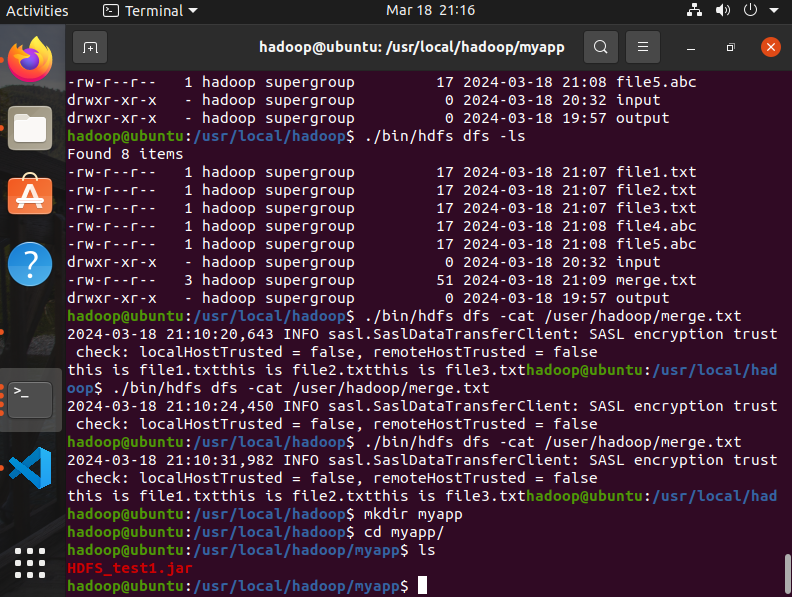 Activities
Terminal
Mar 18 21:16
hadoop@ubuntu: /usr/local/hadoop/myapp
-rw-r--r--   1 hadoop supergroup         17 2024-03-18 21:08 file5.abc
drwxr-xr-x   - hadoop supergroup          0 2024-03-18 20:32 input
drwxr-xr-x   - hadoop supergroup          0 2024-03-18 19:57 output
hadoop@ubuntu:/usr/local/hadoop$ ./bin/hdfs dfs -ls
Found 8 items
-rw-r--r--   1 hadoop supergroup         17 2024-03-18 21:07 file1.txt
-rw-r--r--   1 hadoop supergroup         17 2024-03-18 21:07 file2.txt
-rw-r--r--   1 hadoop supergroup         17 2024-03-18 21:07 file3.txt
-rw-r--r--   1 hadoop supergroup         17 2024-03-18 21:08 file4.abc
-rw-r--r--   1 hadoop supergroup         17 2024-03-18 21:08 file5.abc
drwxr-xr-x   - hadoop supergroup          0 2024-03-18 20:32 input
-rw-r--r--   3 hadoop supergroup         51 2024-03-18 21:09 merge.txt
drwxr-xr-x   - hadoop supergroup          0 2024-03-18 19:57 output
hadoop@ubuntu:/usr/local/hadoop$ ./bin/hdfs dfs -cat /user/hadoop/merge.txt
2024-03-18 21:10:20,643 INFO sasl.SaslDataTransferClient: SASL encryption trust
 check: localHostTrusted = false, remoteHostTrusted = false
this is file1.txtthis is file2.txtthis is file3.txthadoop@ubuntu:/usr/local/had
oop$ ./bin/hdfs dfs -cat /user/hadoop/merge.txt
2024-03-18 21:10:24,450 INFO sasl.SaslDataTransferClient: SASL encryption trust
 check: localHostTrusted = false, remoteHostTrusted = false
hadoop@ubuntu:/usr/local/hadoop$ ./bin/hdfs dfs -cat /user/hadoop/merge.txt
2024-03-18 21:10:31,982 INFO sasl.SaslDataTransferClient: SASL encryption trust
 check: localHostTrusted = false, remoteHostTrusted = false
this is file1.txtthis is file2.txtthis is file3.txthadoop@ubuntu:/usr/local/had
hadoop@ubuntu:/usr/local/hadoop$ mkdir myapp
hadoop@ubuntu:/usr/local/hadoop$ cd myapp/
hadoop@ubuntu:/usr/local/hadoop/myapp$ ls
HDFS_test1.jar
hadoop@ubuntu:/usr/local/hadoop/myapp$